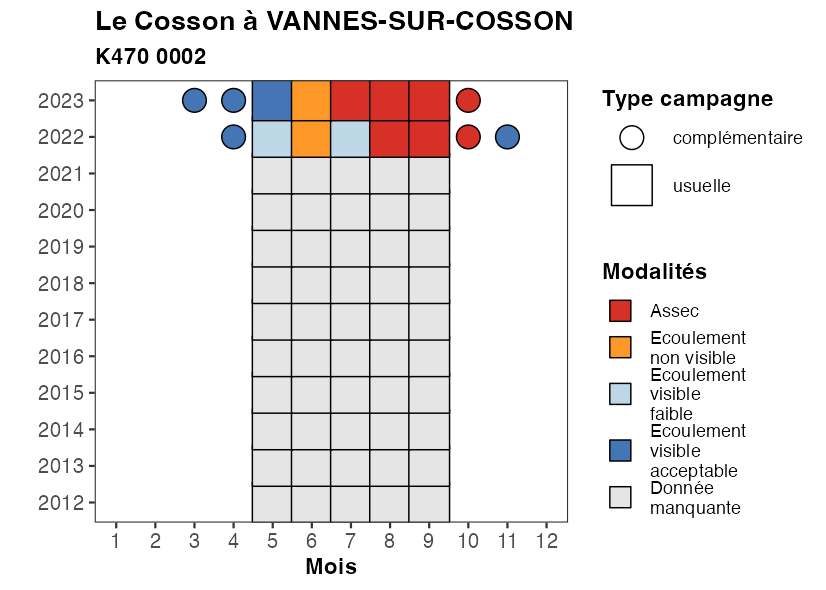 Le Cosson à VANNES-SUR-COSSON
K470 0002
2023
2022
2021
2020
2019
2018
2017
2016
2015
2014
2013
2012
1 2 3 4 5 6 7 8 9 10 11 12
Mois
Type campagne
complémentaire
usuelle
Modalités
Assec
Ecoulement
non visible
Ecoulement
visible
faible
Ecoulement
visible
acceptable
Donnée
manquante